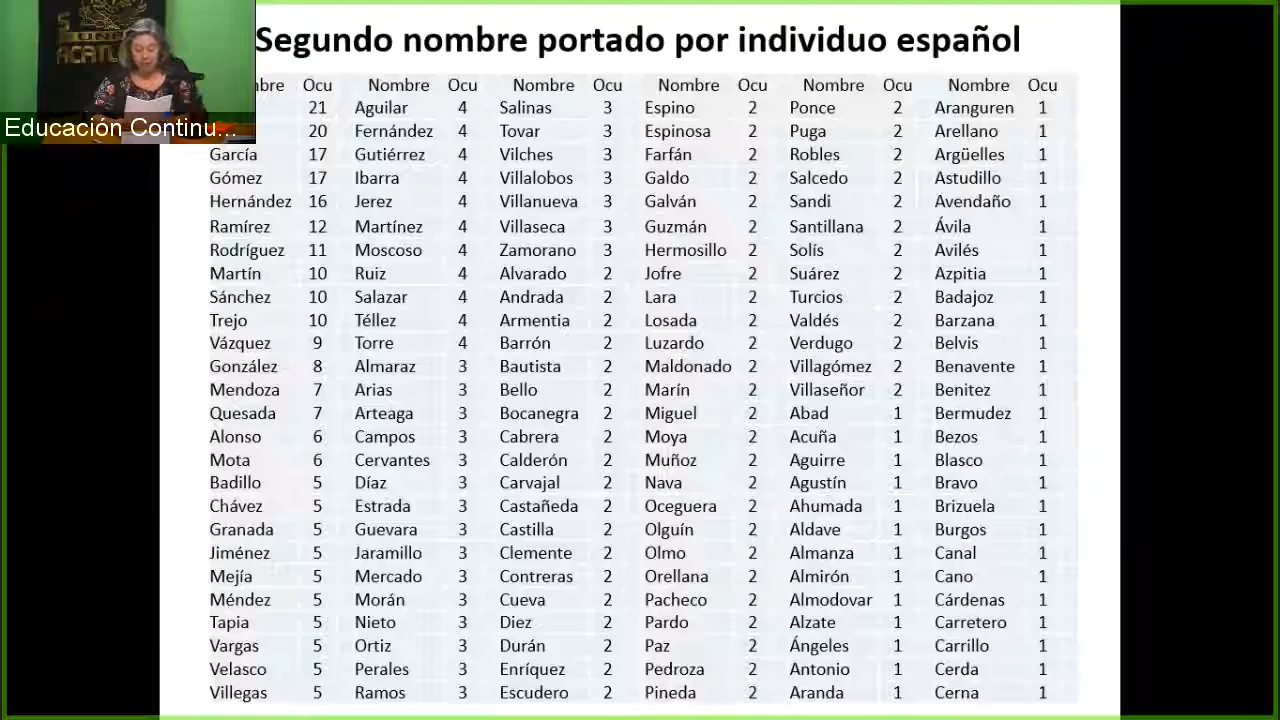 Segundo nombre portado por individuo español
Educación Continu...
Ocu Nombre Ocu Nombre Ocu Nombre Ocu Nombre Ocu Nombre Ocu
21 Aguilar 4 Salinas 3 Espino 2 Ponce 2 Aranguren 1
20 Fernández 4 Tovar 3 Espinosa 2 Puga 2 Arellano 1
García 17 Gutiérrez 4 Vilches 3 Farfán 2 Robles 2 Argüelles 1
Gómez 17 Ibarra 4 Villalobos 3 Galdo 2 Salcedo 2 Astudillo 1
Hernández 16 Jerez 4 Villanueva 3 Galván 2 Sandi 2 Avendaño 1
Ramírez 12 Martínez 4 Villaseca 3 Guzmán 2 Santillana 2 Ávila 1
Rodríguez 11 Moscoso 4 Zamorano 3 Hermosillo 2 Solís 2 Avilés 1
Martín 10 Ruiz 4 Alvarado 2 Jofre 2 Suárez 2 Azpitia 1
Sánchez 10 Salazar 4 Andrada 2 Lara 2 Turcios 2 Badajoz 1
Trejo 10 Téllez 4 Armentia 2 Losada 2 Valdés 2 Barzana 1
Vázquez 9 Torre 4 Barrón 2 Luzardo 2 Verdugo 2 Belvis 1
González 8 Almaraz 3 Bautista 2 Maldonado 2 Villagómez 2 Benavente 1
Mendoza 7 Arias 3 Bello 2 Marín 2 Villaseñor 2 Benitez 1
Quesada 7 Arteaga 3 Bocanegra 2 Miguel 2 Abad 1 Bermudez 1
Alonso 6 Campos 3 Cabrera 2 Moya 2 Acuña 1 Bezos 1
Mota 6 Cervantes 3 Calderón 2 Muñoz 2 Aguirre 1 Blasco 1
Badillo 5 Díaz 3 Carvajal 2 Nava 2 Agustín 1 Bravo 1
Chávez 5 Estrada 3 Castañeda 2 Oceguera 2 Ahumada 1 Brizuela 1
Granada 5 Guevara 3 Castilla 2 Olguín 2 Aldave 1 Burgos 1
Jiménez 5 Jaramillo 3 Clemente 2 Olmo 2 Almanza 1 Canal 1
Mejía 5 Mercado 3 Contreras 2 Orellana 2 Almirón 1 Cano 1
Méndez 5 Morán 3 Cueva 2 Pacheco 2 Almodovar 1 Cárdenas 1
Tapia 5 Nieto 3 Diez 2 Pardo 2 Alzate 1 Carretero 1
Vargas 5 Ortiz 3 Durán 2 Paz 2 Ángeles 1 Carrillo 1
Velasco 5 Perales 3 Enríquez 2 Pedroza 2 Antonio 1 Cerda 1
Villegas 5 Ramos 3 Escudero 2 Pineda 2 Aranda 1 Cerna 1